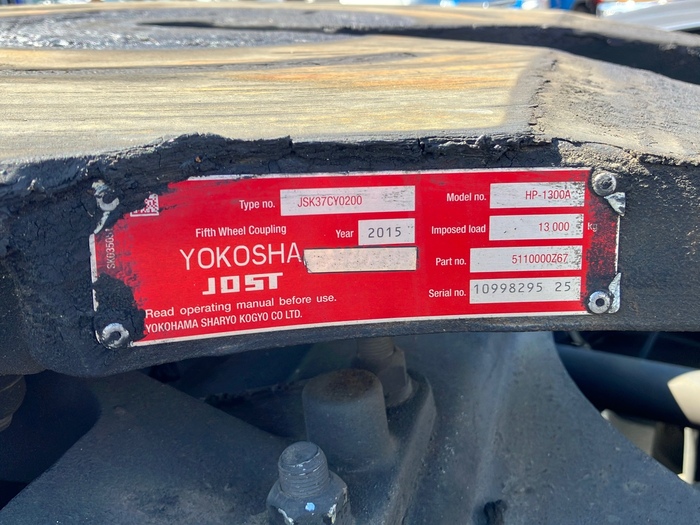 Type no. JSK37CY0200
Model no. HP-1300A
Fifth Wheel Coupling
Year 2015
Imposed load 13 000 kg
YOKOSHA
Part no. 5110000Z67
JOST
Serial no. 10998295 25
Read operating manual before use.
YOKOHAMA SHARYO KOGYO CO LTD.